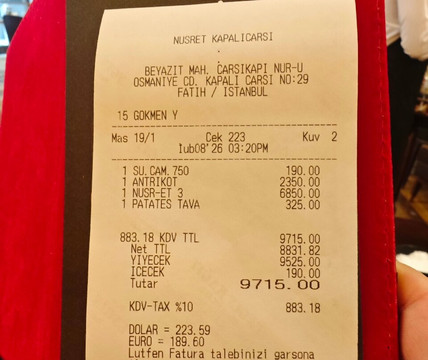 NUSRET KAPALICARSI
BEYAZIT MAH. CARSIKAPI NUR-U
OSMANIYE CD. KAPALI CARSI NO:29
FATIH / ISTANBUL
15 GOKMEN Y
Mas 19/1 Cek 223 Kuv 2
lub08'26 03:20PM
1 SU.CAM.750 190.00
1 ANTRIKOT 2350.00
1 NUSR-ET 3 6850.00
1 PATATES TAVA 325.00
883.18 KDV TTL 9715.00
Net TTL 8831.82
YIYECEK 9525.00
ICECEK 190.00
Tutar 9715.00
KDV-TAX %10 883.18
DOLAR = 223.59
EURO = 189.60
Lutfen Fatura talebinizi garsona